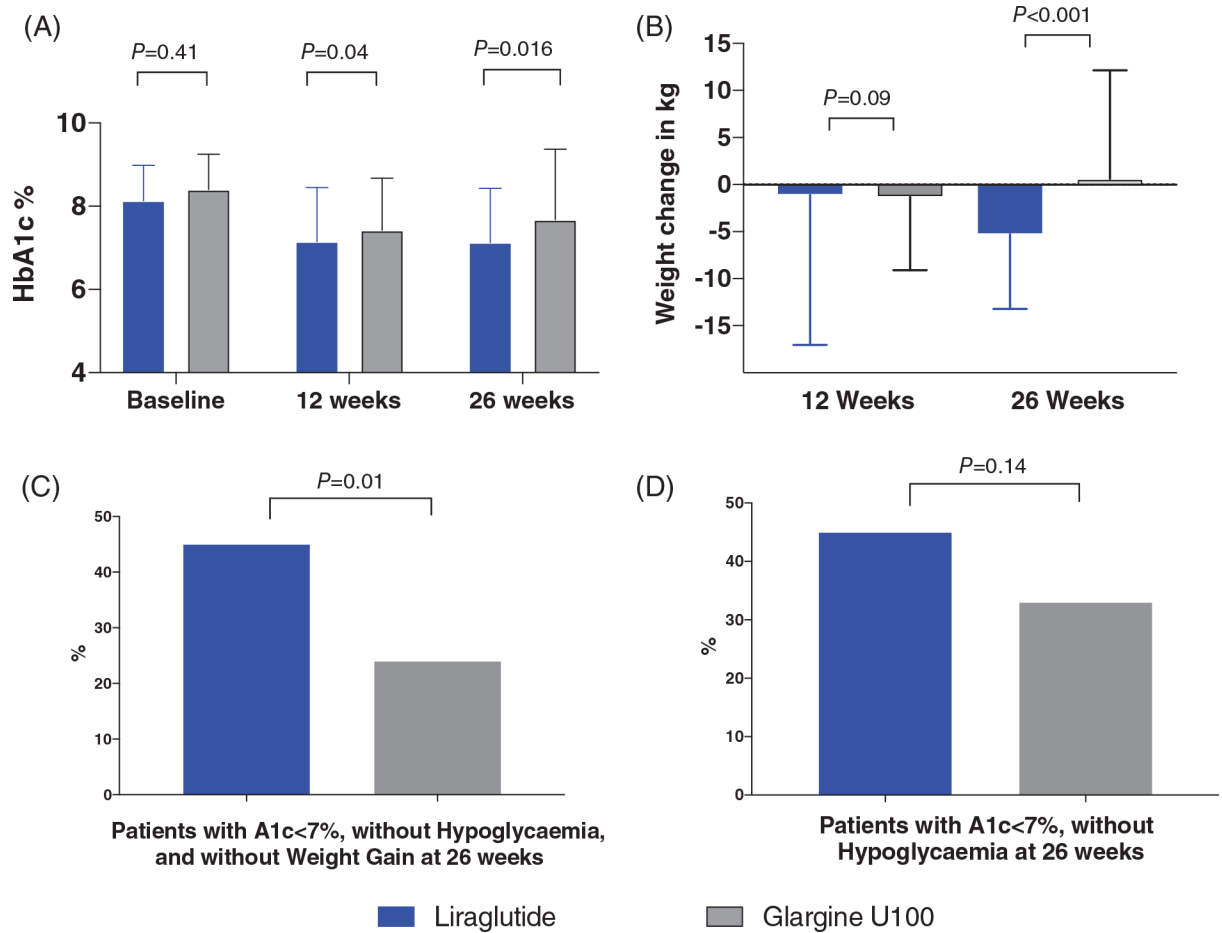 (A)
P=0.41
P=0.04
P=0.016
HbA1c %
10
8
6
4
Baseline
12 weeks
26 weeks
(B)
P<0.001
P=0.09
Weight change in kg
15
10
5
0
-5
-10
-15
12 Weeks
26 Weeks
(C)
P=0.01
%
50
40
30
20
10
0
Patients with A1c<7%, without Hypoglycaemia,
and without Weight Gain at 26 weeks
(D)
P=0.14
%
50
40
30
20
10
0
Patients with A1c<7%, without
Hypoglycaemia at 26 weeks
Liraglutide
Glargine U100